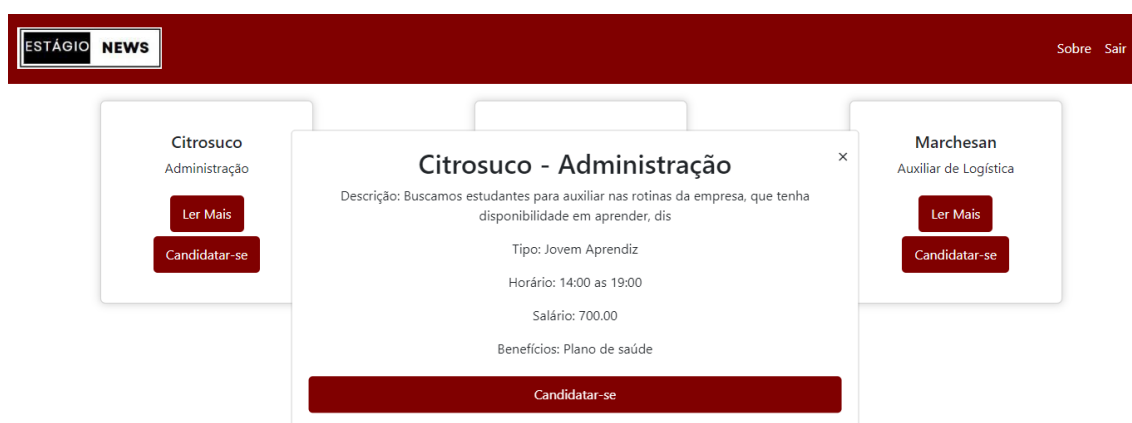 ESTÁGIO NEWS
Sobre Sair
Citrosuco
Administração
Ler Mais
Candidatar-se
Citrosuco - Administração
×
Descrição: Buscamos estudantes para auxiliar nas rotinas da empresa, que tenha
disponibilidade em aprender, dis
Tipo: Jovem Aprendiz
Horário: 14:00 as 19:00
Salário: 700.00
Benefícios: Plano de saúde
Candidatar-se
Marchesan
Auxiliar de Logística
Ler Mais
Candidatar-se